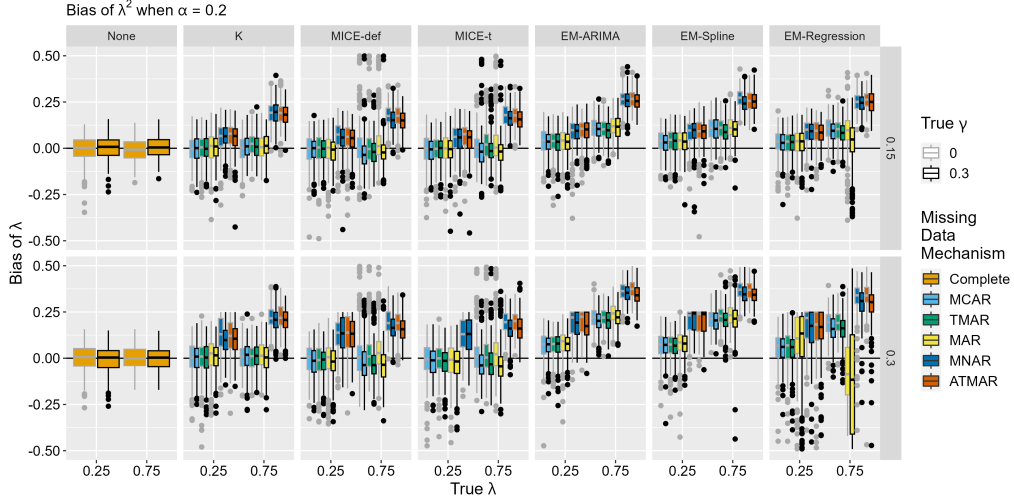 Bias of λ² when α = 0.2
None K MICE-def MICE-t EM-ARIMA EM-Spline EM-Regression
0.50
0.25
0.00
-0.25
-0.50
0.15
0.50
0.25
0.00
-0.25
-0.50
0.3
Bias of λ
0.25 0.75 0.25 0.75 0.25 0.75 0.25 0.75 0.25 0.75 0.25 0.75 0.25 0.75
True λ
True γ
0
0.3
Missing
Data
Mechanism
Complete
MCAR
TMAR
MAR
MNAR
ATMAR